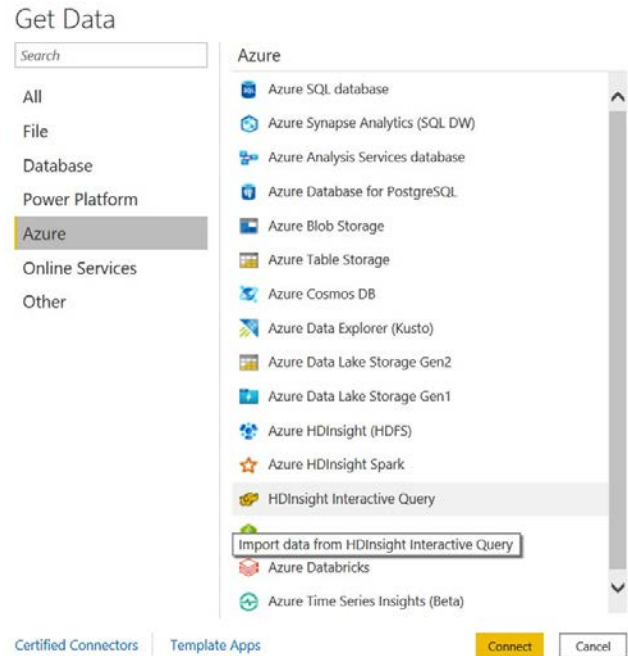 Get Data
Search
All
File
Database
Power Platform
Azure
Online Services
Other
Azure
Azure SQL database
Azure Synapse Analytics (SQL DW)
Azure Analysis Services database
Azure Database for PostgreSQL
Azure Blob Storage
Azure Table Storage
Azure Cosmos DB
Azure Data Explorer (Kusto)
Azure Data Lake Storage Gen2
Azure Data Lake Storage Gen1
Azure HDInsight (HDFS)
Azure HDInsight Spark
HDInsight Interactive Query
Import data from HDInsight Interactive Query
Azure Databricks
Azure Time Series Insights (Beta)
Certified Connectors
Template Apps
Connect
Cancel